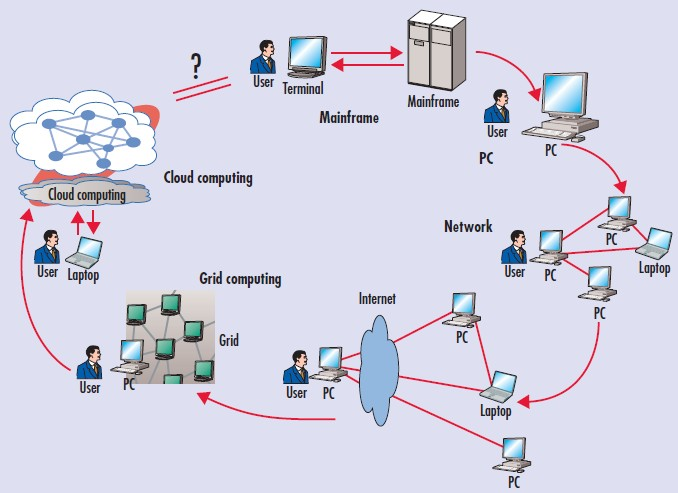 ?
User
Terminal
Mainframe
Mainframe
User
PC
PC
Cloud computing
Cloud computing
User
Laptop
Network
User
PC
PC
Laptop
PC
Grid computing
Grid
User
PC
Internet
User
PC
PC
Laptop
PC